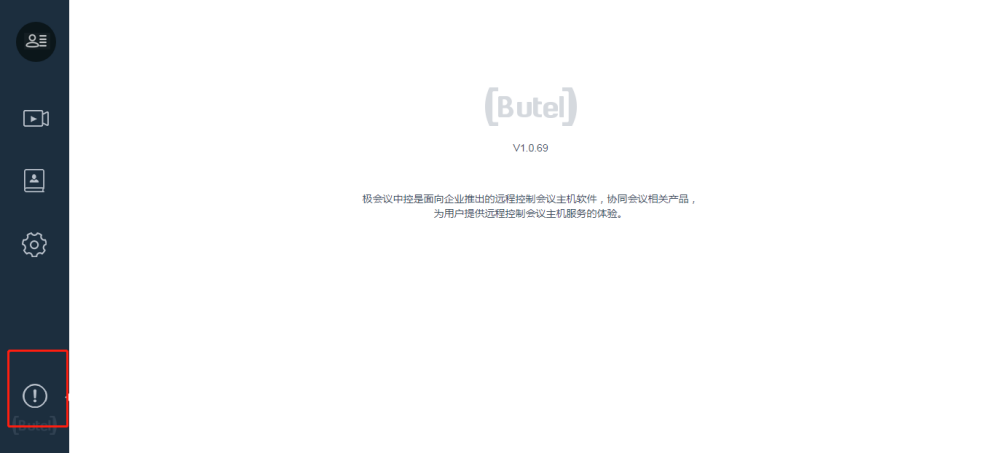 (Butel)
V1.0.69
极会议中控是面向企业推出的远程控制会议主机软件，协同会议相关产品，
为用户提供远程控制会议主机服务的体验。
(Butel)